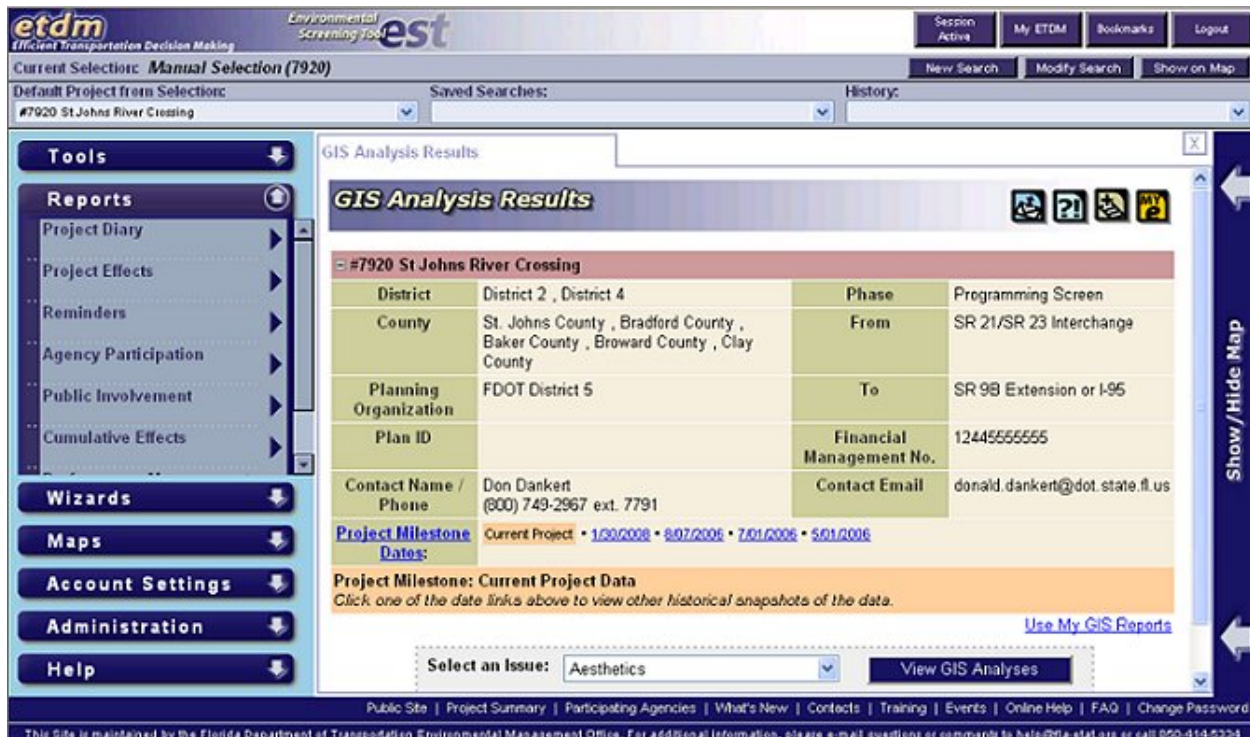 etdm
Efficient Transportation Decision Making
Environmental
Screening Tool est
Session Active
My ETDM
Bookmarks
Logout
Current Selection: Manual Selection (7920)
New Search
Modify Search
Show on Map
Default Project from Selection:
Saved Searches:
History:
#7920 St Johns River Crossing
Tools
Reports
Project Diary
Project Effects
Reminders
Agency Participation
Public Involvement
Cumulative Effects
Wizards
Maps
Account Settings
Administration
Help
GIS Analysis Results
X
GIS Analysis Results
?!
MY
#7920 St Johns River Crossing
District
District 2 , District 4
Phase
Programming Screen
County
St. Johns County , Bradford County ,
Baker County , Broward County , Clay
County
From
SR 21/SR 23 Interchange
Planning
Organization
FDOT District 5
To
SR 9B Extension or I-95
Plan ID
Financial
Management No.
12445555555
Contact Name /
Phone
Don Dankert
(800) 749-2967 ext. 7791
Contact Email
donald.dankert@dot.state.fl.us
Project Milestone
Dates:
Current Project • 1/30/2008 • 8/07/2006 • 7/01/2006 • 5/01/2006
Project Milestone: Current Project Data
Click one of the date links above to view other historical snapshots of the data.
Use My GIS Reports
Select an Issue:
Aesthetics
View GIS Analyses
Show/Hide Map
Public Site | Project Summary | Participating Agencies | What's New | Contacts | Training | Events | Online Help | FAQ | Change Password
This Site is maintained by the Florida Department of Transportation Environmental Management Office. For additional information, please e-mail questions or comments to help@fla-etat.org or call 850-414-5334